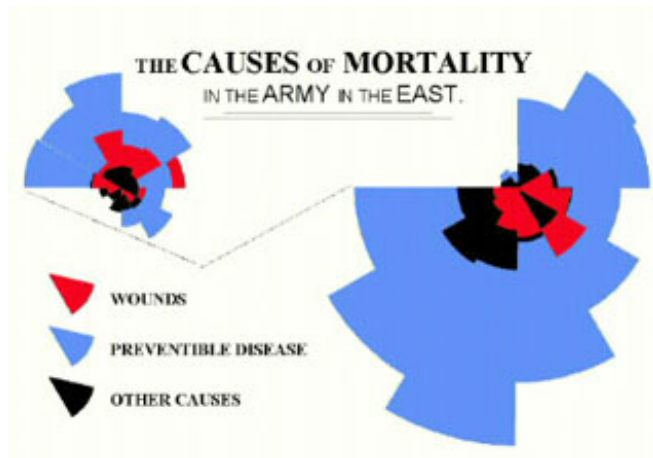 THE CAUSES OF MORTALITY
IN THE ARMY IN THE EAST.
WOUNDS
PREVENTIBLE DISEASE
OTHER CAUSES